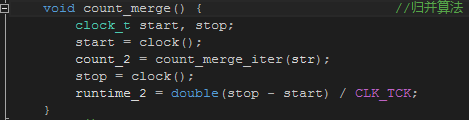 void count_merge() { //归并算法
clock_t start, stop;
start = clock();
count_2 = count_merge_iter(str);
stop = clock();
runtime_2 = double(stop - start) / CLK_TCK;
}